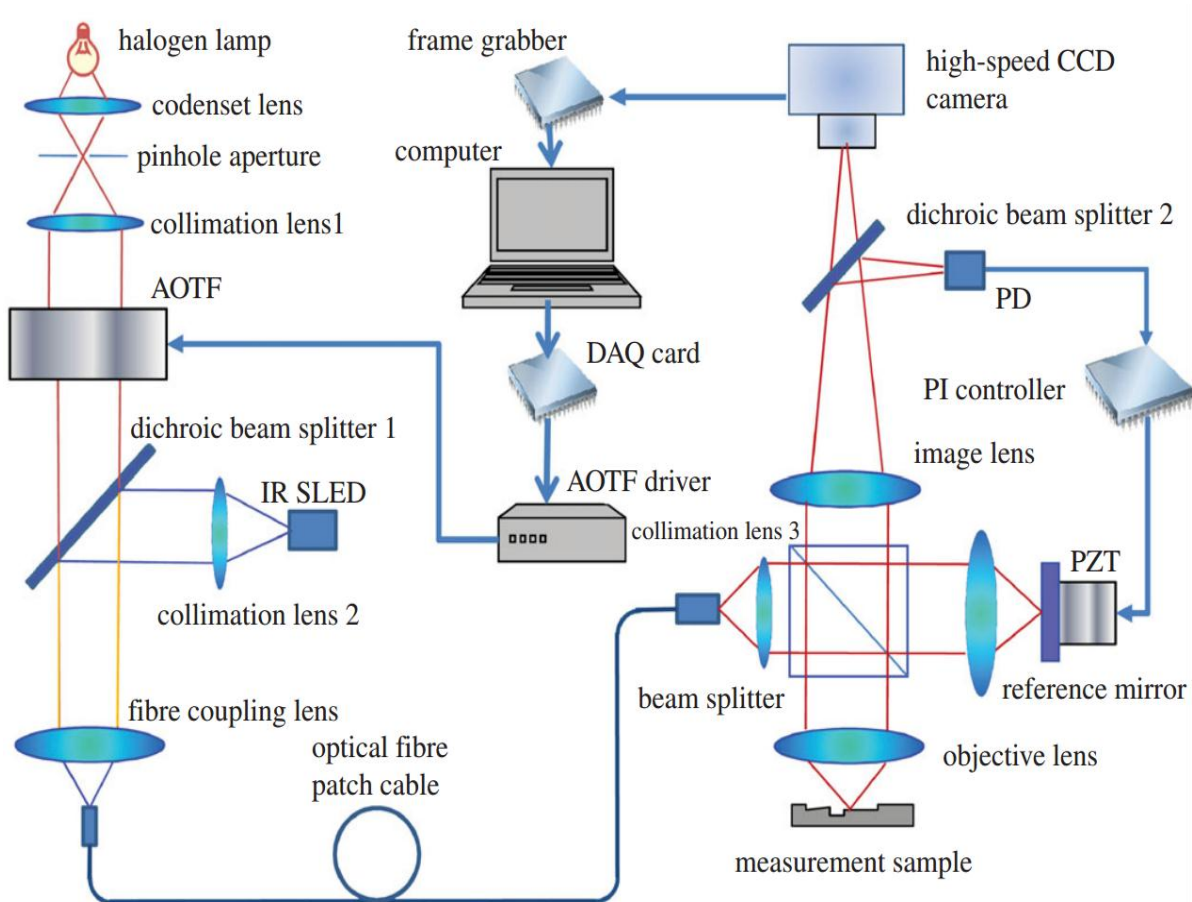 halogen lamp
codenset lens
pinhole aperture
collimation lens1
AOTF
dichroic beam splitter 1
IR SLED
collimation lens 2
fibre coupling lens
optical fibre
patch cable
frame grabber
computer
DAQ card
AOTF driver
high-speed CCD
camera
dichroic beam splitter 2
PD
PI controller
image lens
collimation lens 3
PZT
beam splitter
reference mirror
objective lens
measurement sample